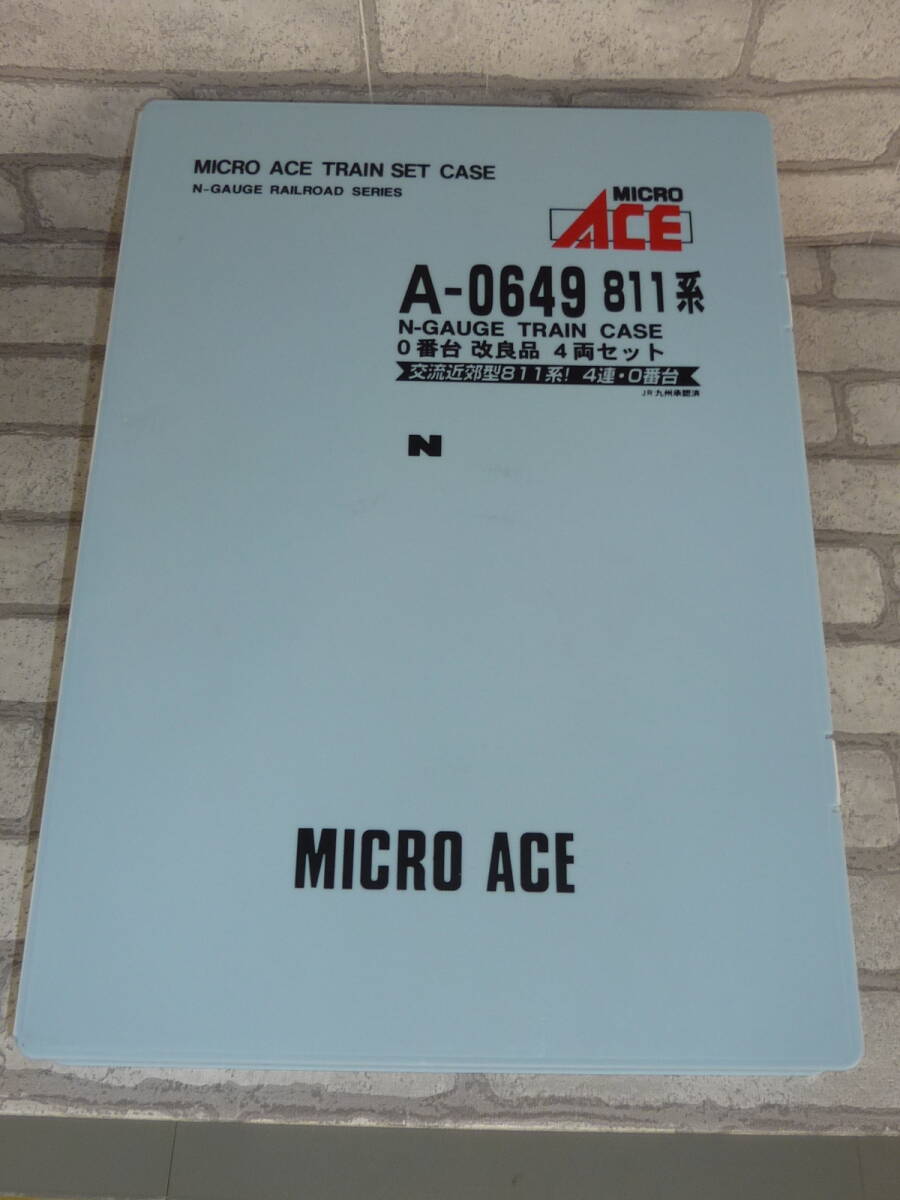 MICRO ACE TRAIN SET CASE
N-GAUGE RAILROAD SERIES
MICRO
ACE
A-0649 811系
N-GAUGE TRAIN CASE
0番台 改良品 4両セット
交流近郊型811系! 4連・0番台
JR九州承認済
N
MICRO ACE